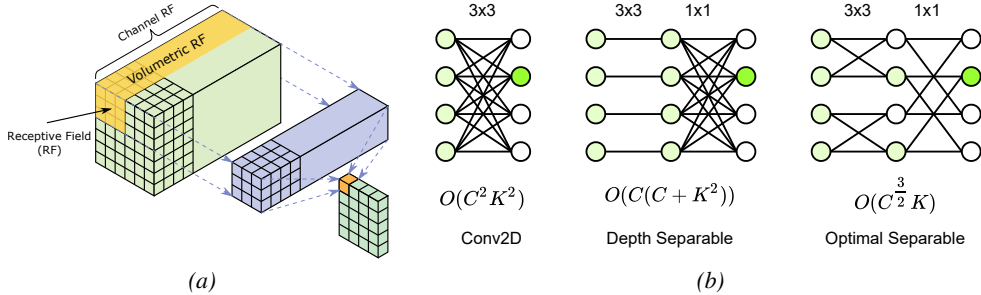 Channel RF
Volumetric RF
Receptive Field
(RF)
(a)
3x3
3x3 1x1
3x3 1x1
O(C²K²)
O(C(C + K²))
O(C^{3/2}K)
Conv2D
Depth Separable
Optimal Separable
(b)